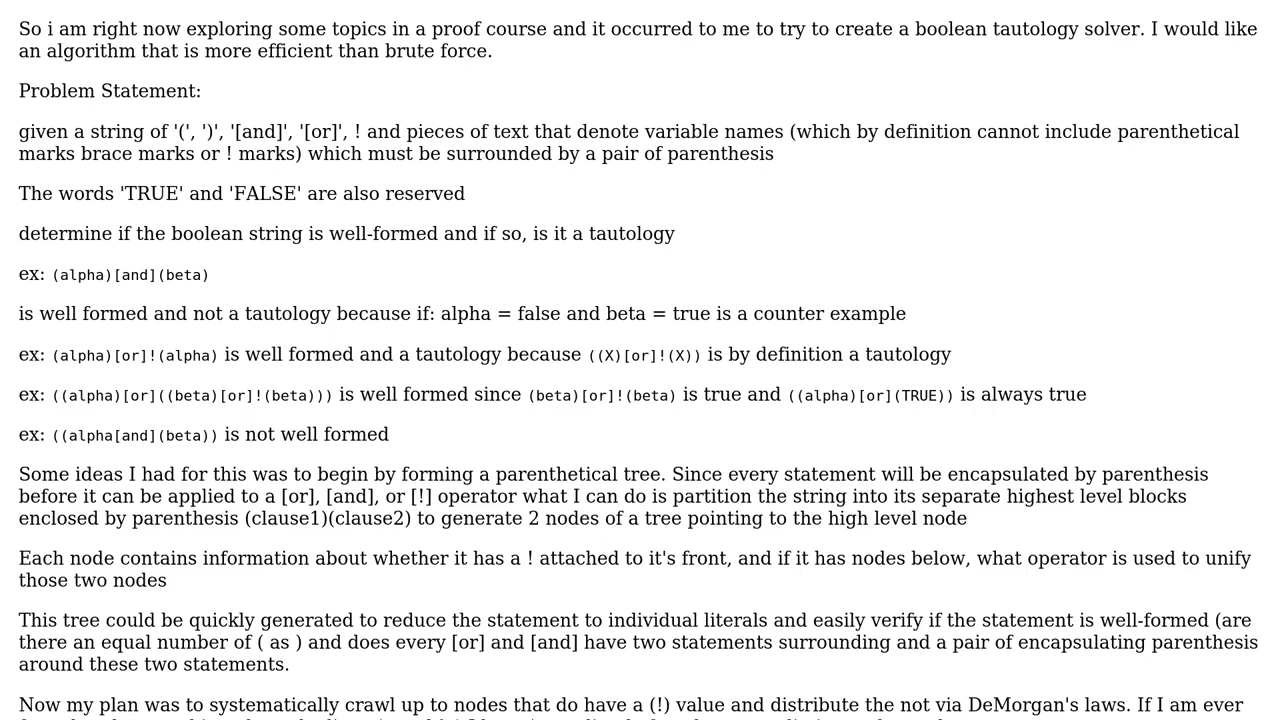 So i am right now exploring some topics in a proof course and it occurred to me to try to create a boolean tautology solver. I would like
an algorithm that is more efficient than brute force.
Problem Statement:
given a string of '(', ')', '[and]', '[or]', ! and pieces of text that denote variable names (which by definition cannot include parenthetical
marks brace marks or ! marks) which must be surrounded by a pair of parenthesis
The words 'TRUE' and 'FALSE' are also reserved
determine if the boolean string is well-formed and if so, is it a tautology
ex: (alpha)[and](beta)
is well formed and not a tautology because if: alpha = false and beta = true is a counter example
ex: (alpha)[or]!(alpha) is well formed and a tautology because ((X)[or]!(X)) is by definition a tautology
ex: ((alpha)[or]((beta)[or]!(beta))) is well formed since (beta)[or]!(beta) is true and ((alpha)[or](TRUE)) is always true
ex: ((alpha[and](beta)) is not well formed
Some ideas I had for this was to begin by forming a parenthetical tree. Since every statement will be encapsulated by parenthesis
before it can be applied to a [or], [and], or [!] operator what I can do is partition the string into its separate highest level blocks
enclosed by parenthesis (clause1)(clause2) to generate 2 nodes of a tree pointing to the high level node
Each node contains information about whether it has a ! attached to it's front, and if it has nodes below, what operator is used to unify
those two nodes
This tree could be quickly generated to reduce the statement to individual literals and easily verify if the statement is well-formed (are
there an equal number of ( as ) and does every [or] and [and] have two statements surrounding and a pair of encapsulating parenthesis
around these two statements.
Now my plan was to systematically crawl up to nodes that do have a (!) value and distribute the not via DeMorgan's laws. If I am ever